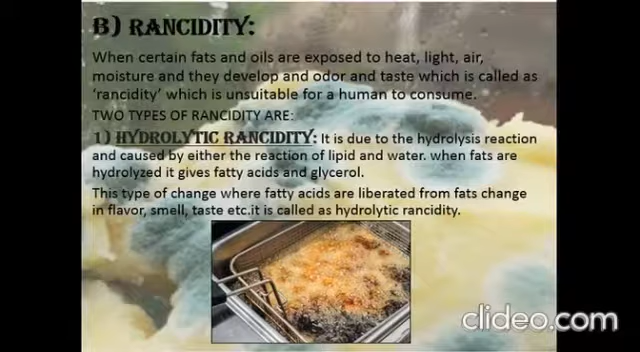 B) RANCIDITY:
When certain fats and oils are exposed to heat, light, air,
moisture and they develop and odor and taste which is called as
'rancidity' which is unsuitable for a human to consume.
TWO TYPES OF RANCIDITY ARE:
1) HYDROLYTIC RANCIDITY: It is due to the hydrolysis reaction
and caused by either the reaction of lipid and water. when fats are
hydrolyzed it gives fatty acids and glycerol.
This type of change where fatty acids are liberated from fats change
in flavor, smell, taste etc.it is called as hydrolytic rancidity.
clideo.com